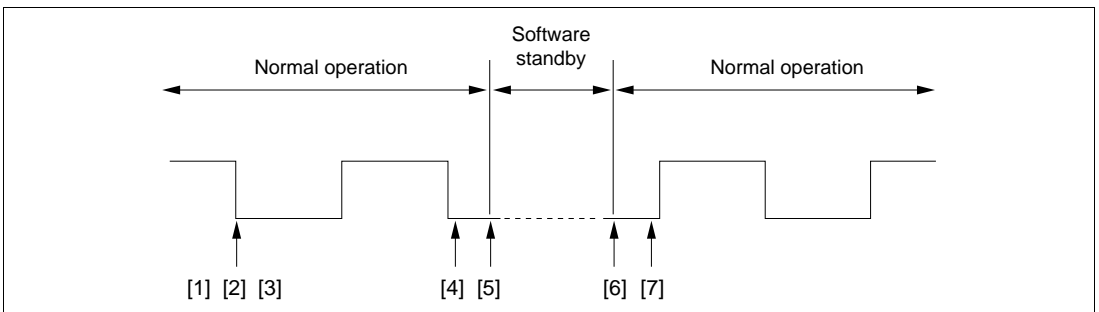 Software
standby
Normal operation
Normal operation
[1] [2] [3]
[4] [5]
[6] [7]